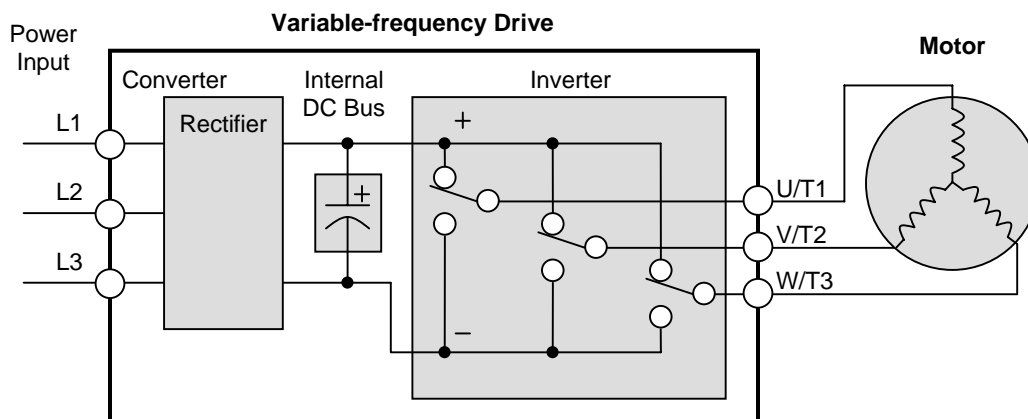 Variable-frequency Drive
Power
Input
Motor
Converter
Internal
DC Bus
Inverter
L1
Rectifier
+
+
L2
U/T1
V/T2
L3
W/T3
−